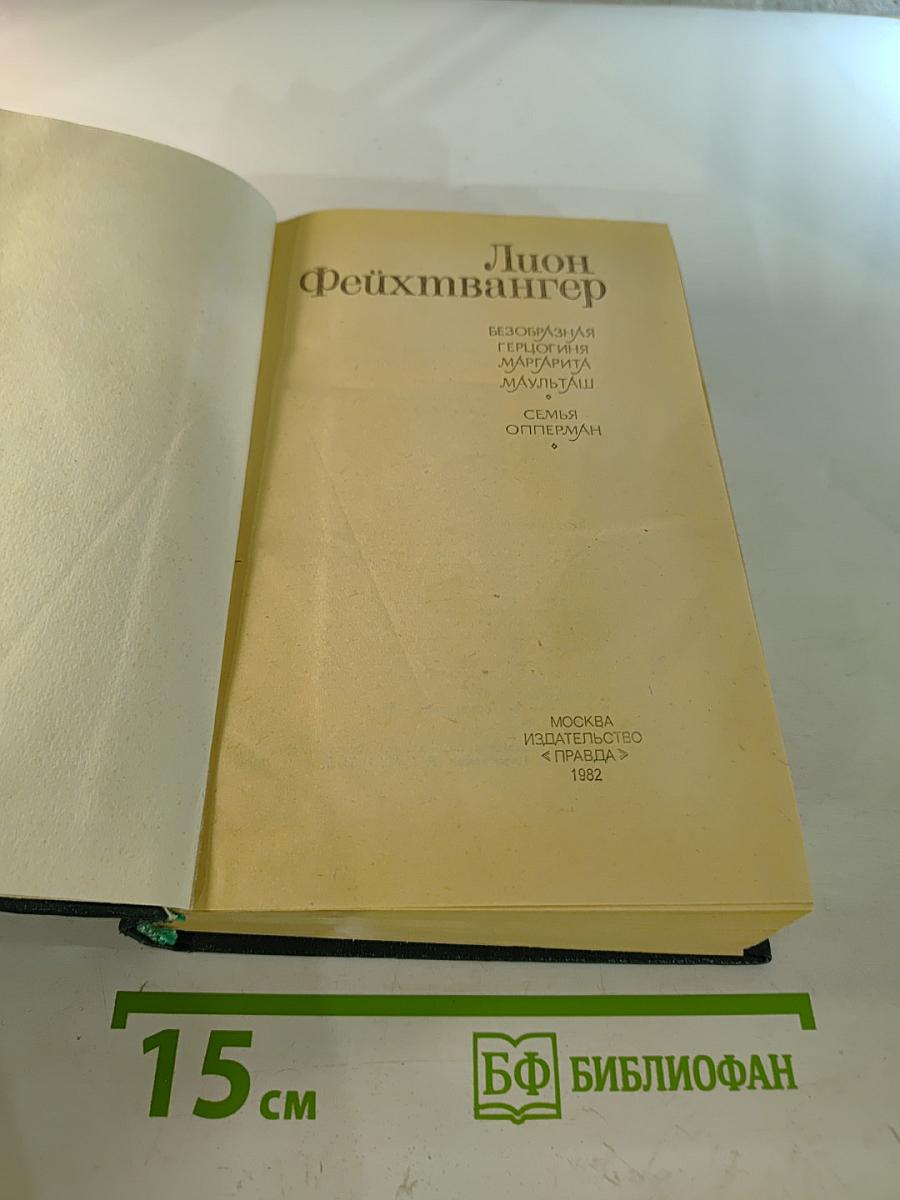 Лион
Фейхтвангер
БЕЗОБРАЗНАЯ
ГЕРЦОГИНЯ
МАРГАРИТА
МАУЛЬТАШ
СЕМЬЯ
ОППЕРМАН
МОСКВА
ИЗДАТЕЛЬСТВО
«ПРАВДА»
1982
15 см
БФ БИБЛИОФАН